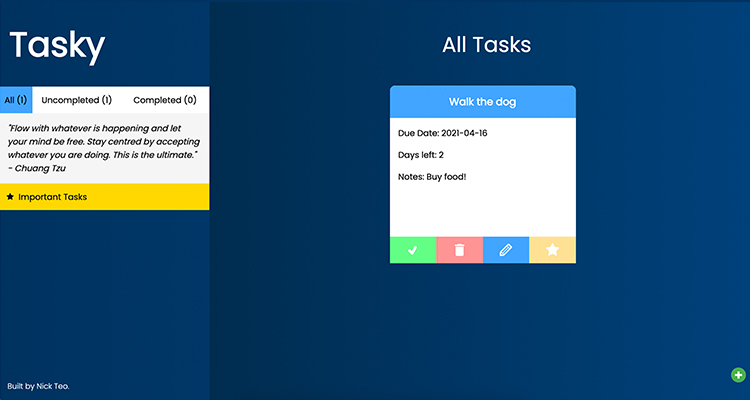 Tasky
All (1) Uncompleted (1) Completed (0)
"Flow with whatever is happening and let
your mind be free. Stay centred by accepting
whatever you are doing. This is the ultimate."
- Chuang Tzu
Important Tasks
Built by Nick Teo.
All Tasks
Walk the dog
Due Date: 2021-04-16
Days left: 2
Notes: Buy food!